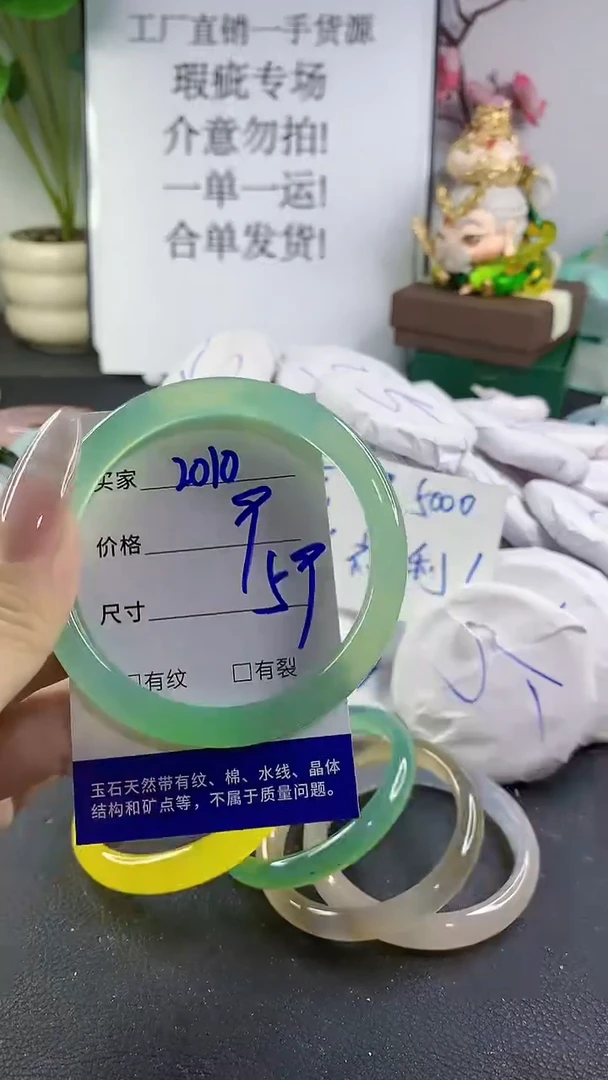 工厂直销一手货源
瑕疵专场
介意勿拍!
一单一运!
合单发货!
买家 2010
价格 9
尺寸 59
□有纹 □有裂
玉石天然带有纹、棉、水线、晶体
结构和矿点等，不属于质量问题。
5000
利!